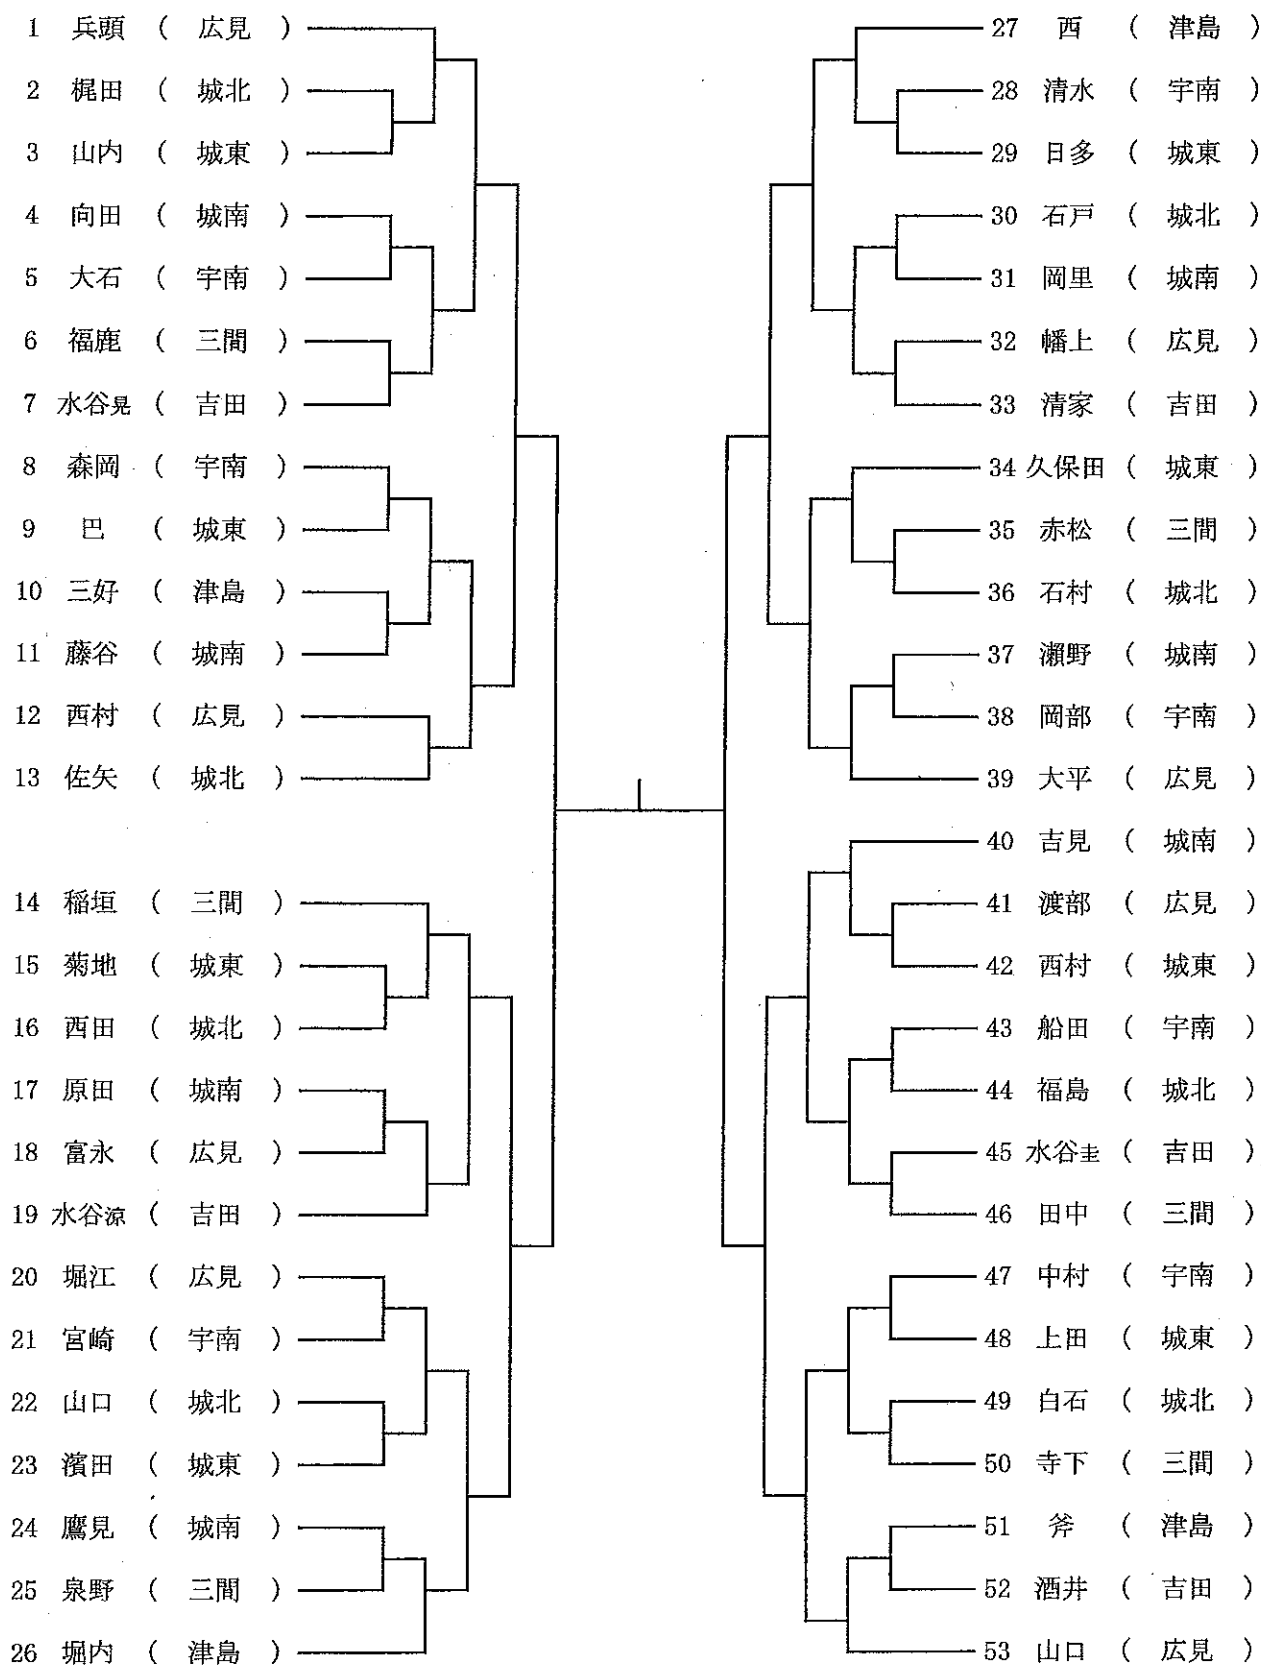 1 兵頭 ( 広見 )
2 梶田 ( 城北 )
3 山内 ( 城東 )
4 向田 ( 城南 )
5 大石 ( 宇南 )
6 福鹿 ( 三間 )
7 水谷晃 ( 吉田 )
8 森岡 ( 宇南 )
9 巴 ( 城東 )
10 三好 ( 津島 )
11 藤谷 ( 城南 )
12 西村 ( 広見 )
13 佐矢 ( 城北 )
14 稲垣 ( 三間 )
15 菊地 ( 城東 )
16 西田 ( 城北 )
17 原田 ( 城南 )
18 富永 ( 広見 )
19 水谷涼 ( 吉田 )
20 堀江 ( 広見 )
21 宮崎 ( 宇南 )
22 山口 ( 城北 )
23 濱田 ( 城東 )
24 鷹見 ( 城南 )
25 泉野 ( 三間 )
26 堀内 ( 津島 )
27 西 ( 津島 )
28 清水 ( 宇南 )
29 日多 ( 城東 )
30 石戸 ( 城北 )
31 岡里 ( 城南 )
32 幡上 ( 広見 )
33 清家 ( 吉田 )
34 久保田 ( 城東 )
35 赤松 ( 三間 )
36 石村 ( 城北 )
37 瀬野 ( 城南 )
38 岡部 ( 宇南 )
39 大平 ( 広見 )
40 吉見 ( 城南 )
41 渡部 ( 広見 )
42 西村 ( 城東 )
43 船田 ( 宇南 )
44 福島 ( 城北 )
45 水谷圭 ( 吉田 )
46 田中 ( 三間 )
47 中村 ( 宇南 )
48 上田 ( 城東 )
49 白石 ( 城北 )
50 寺下 ( 三間 )
51 斧 ( 津島 )
52 酒井 ( 吉田 )
53 山口 ( 広見 )